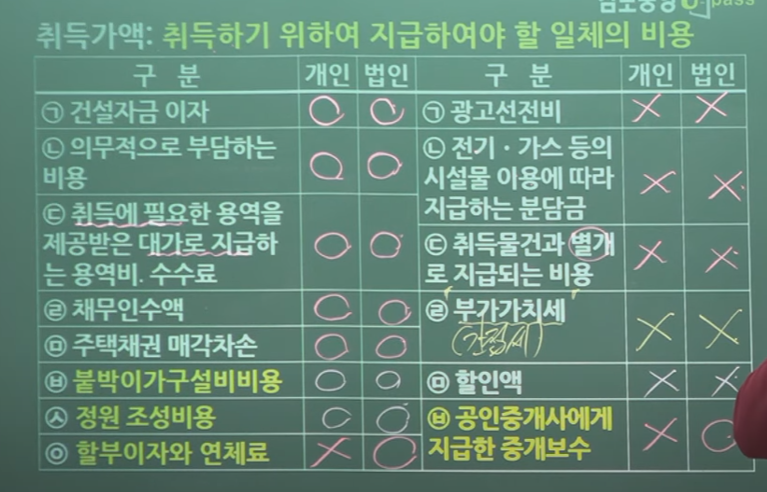 pass
취득가액: 취득하기 위하여 지급하여야 할 일체의 비용
구 분 개인 법인 구 분 개인 법인
㉠ 건설자금 이자 ○ ○
㉡ 의무적으로 부담하는
비용 ○ ○
㉢ 취득에 필요한 용역을
제공받은 대가로 지급하 ○ ○
는 용역비. 수수료
㉣ 채무인수액 ○ ○
㉤ 주택채권 매각차손 ○ ○
㉥ 붙박이가구설비비용 ○ ○
㉦ 정원 조성비용 ○ ○
㉧ 할부이자와 연체료 X ○
㉠ 광고선전비 X X
㉡ 전기·가스 등의
시설물 이용에 따라 X X
지급하는 분담금
㉢ 취득물건과 별개 X X
로 지급되는 비용
㉣ 부가가치세 X X
㉤ 할인액 X X
㉥ 공인중개사에게 X ○
지급한 중개보수